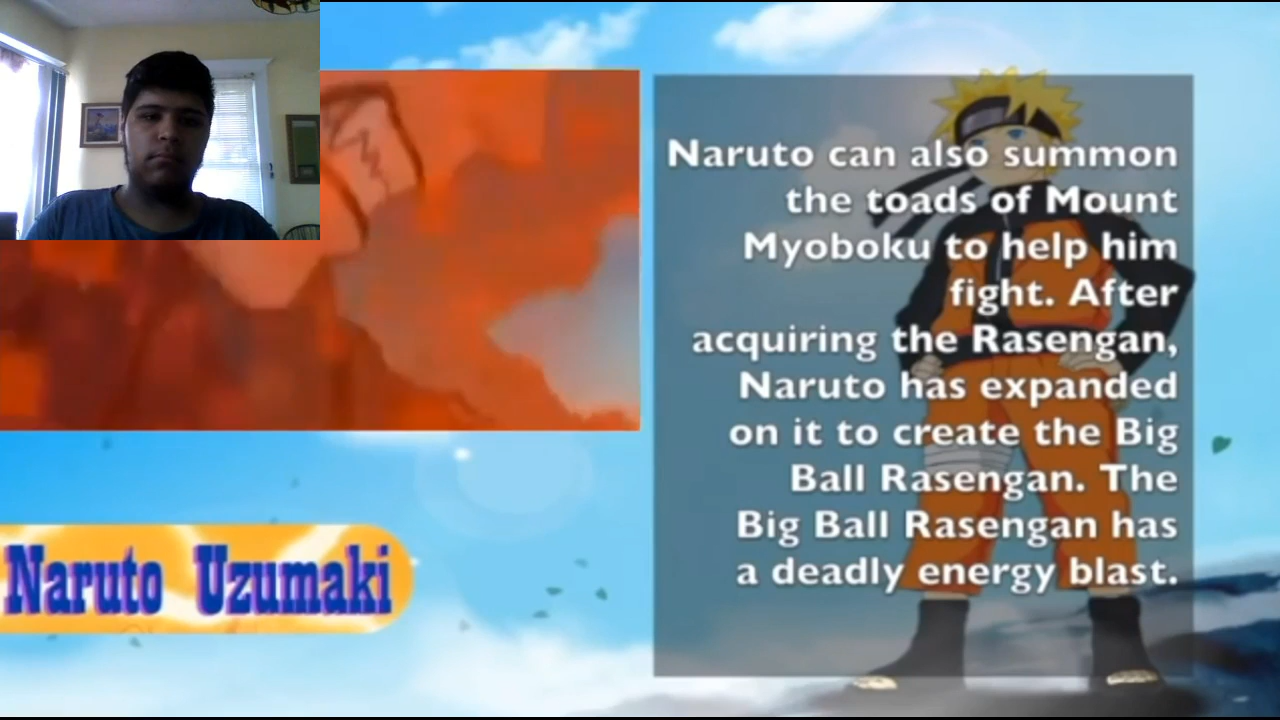 Naruto can also summon
the toads of Mount
Myoboku to help him
fight. After
acquiring the Rasengan,
Naruto has expanded
on it to create the Big
Ball Rasengan. The
Big Ball Rasengan has
a deadly energy blast.
Naruto Uzumaki